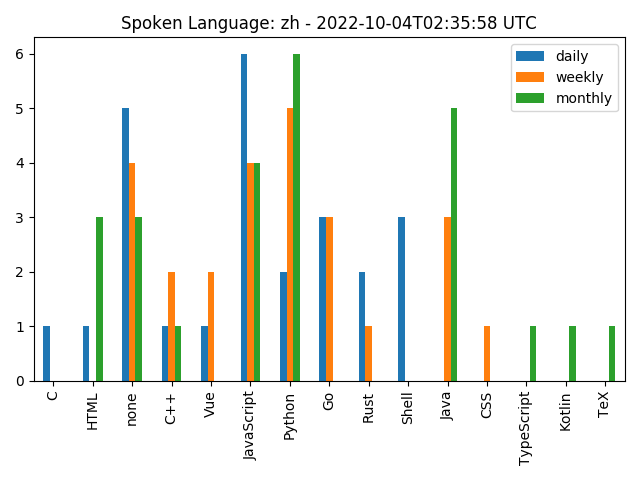 Spoken Language: zh - 2022-10-04T02:35:58 UTC
daily
weekly
monthly
6
5
4
3
2
1
0
C
HTML
none
C++
Vue
JavaScript
Python
Go
Rust
Shell
Java
CSS
TypeScript
Kotlin
TeX